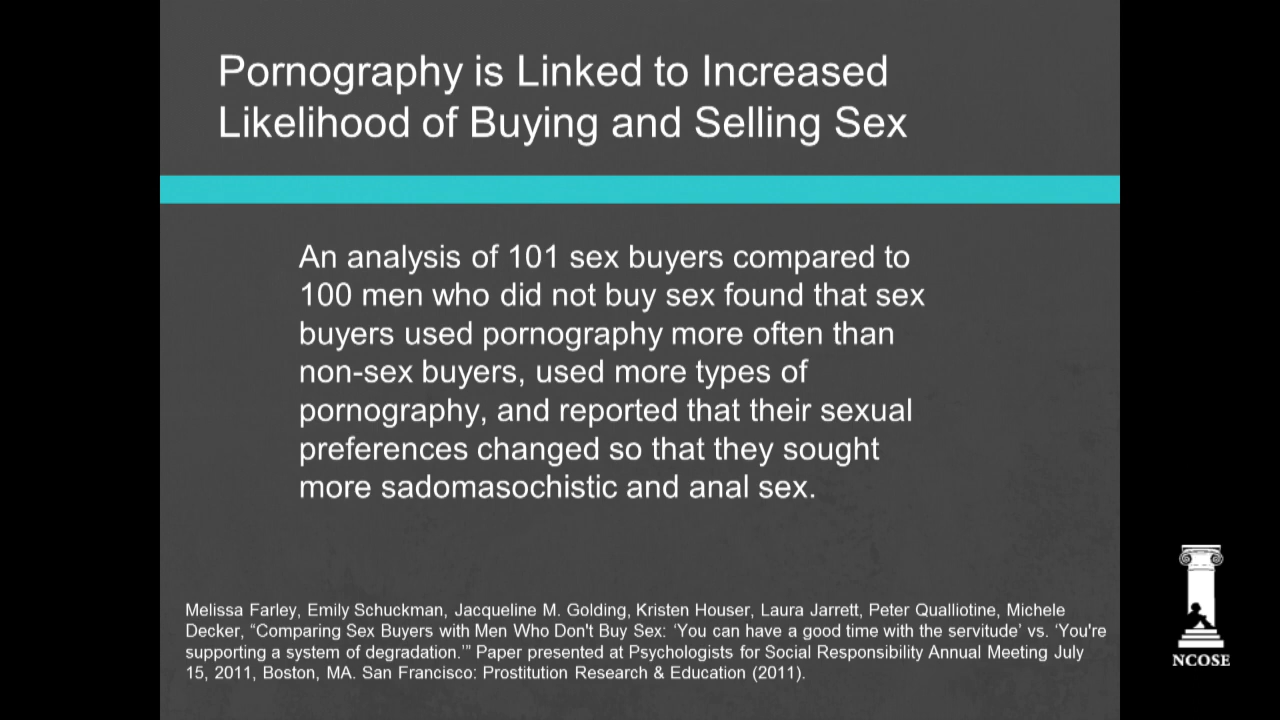 Pornography is Linked to Increased
Likelihood of Buying and Selling Sex
An analysis of 101 sex buyers compared to
100 men who did not buy sex found that sex
buyers used pornography more often than
non-sex buyers, used more types of
pornography, and reported that their sexual
preferences changed so that they sought
more sadomasochistic and anal sex.
Melissa Farley, Emily Schuckman, Jacqueline M. Golding, Kristen Houser, Laura Jarrett, Peter Qualliotine, Michele
Decker, “Comparing Sex Buyers with Men Who Don't Buy Sex: ‘You can have a good time with the servitude’ vs. ‘You're
supporting a system of degradation.’” Paper presented at Psychologists for Social Responsibility Annual Meeting July
15, 2011, Boston, MA. San Francisco: Prostitution Research & Education (2011).
NCOSE